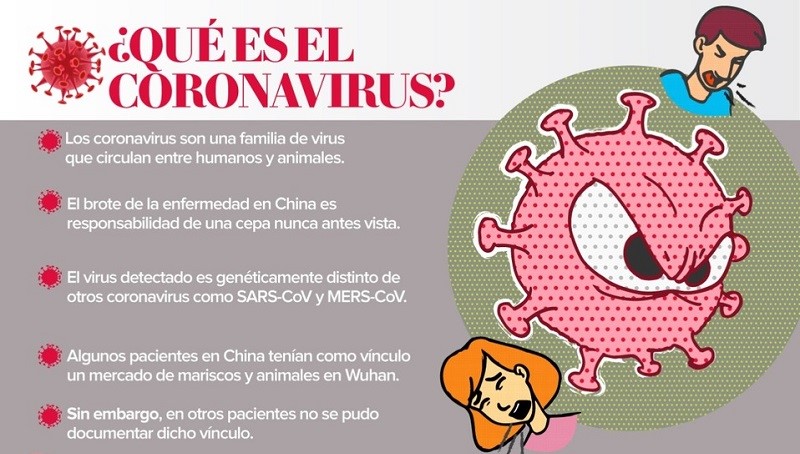 ¿QUÉ ES EL
CORONAVIRUS?
Los coronavirus son una familia de virus
que circulan entre humanos y animales.
El brote de la enfermedad en China es
responsabilidad de una cepa nunca antes vista.
El virus detectado es genéticamente distinto de
otros coronavirus como SARS-CoV y MERS-CoV.
Algunos pacientes en China tenían como vínculo
un mercado de mariscos y animales en Wuhan.
Sin embargo, en otros pacientes no se pudo
documentar dicho vínculo.